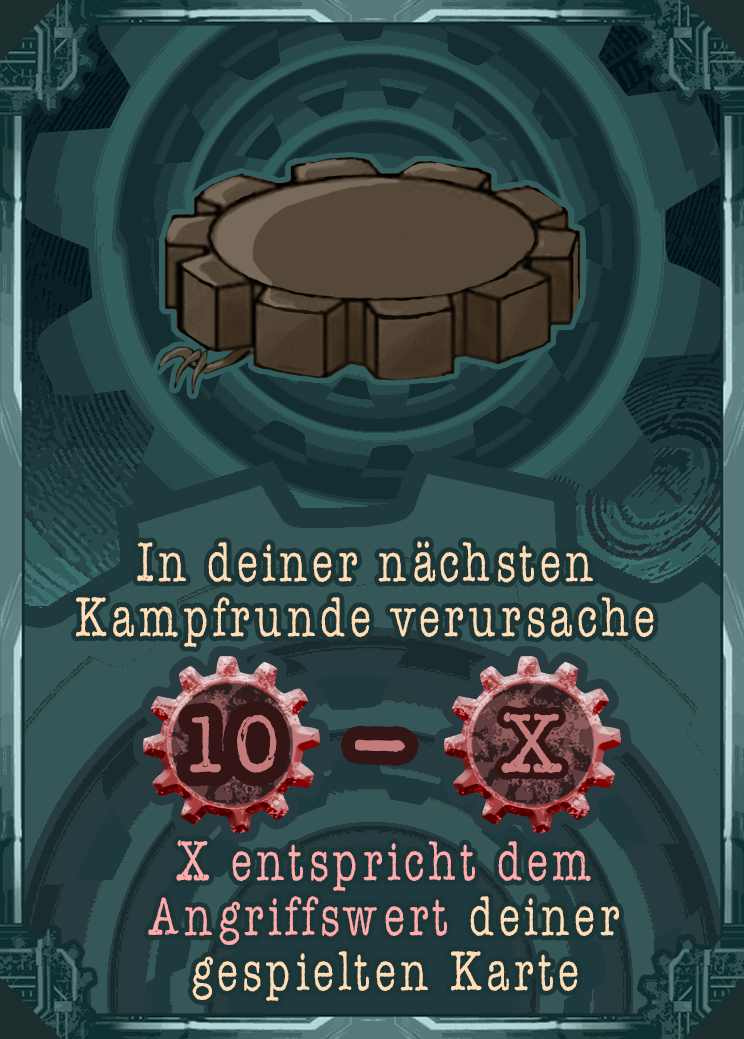 In deiner nächsten
Kampfrunde verursache
10 – X
X entspricht dem
Angriffswert deiner
gespielten Karte